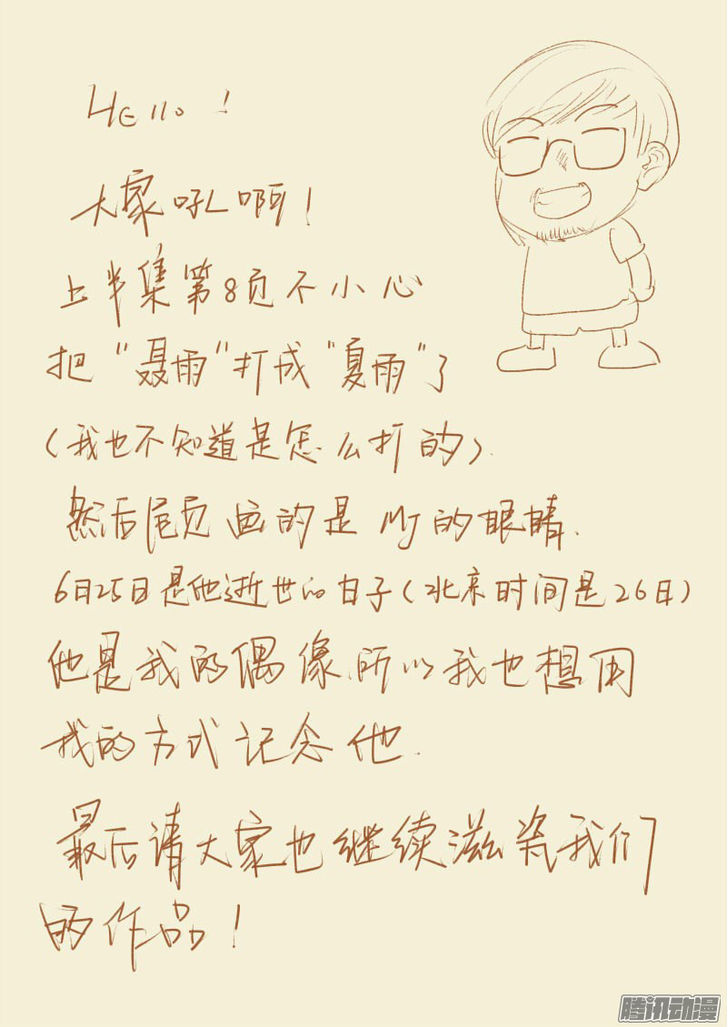 Hello!
大家吼啊!
上半集第8页不小心
把“聂雨”打成“夏雨”了
(我也不知道是怎么打的).
然后尾页画的是MJ的眼睛.
6月25日是他逝世的日子(北京时间是26日)
他是我的偶像.所以我也想用
我的方式记念他.
最后请大家也继续滋瓷我们
的作品!
腾讯动漫